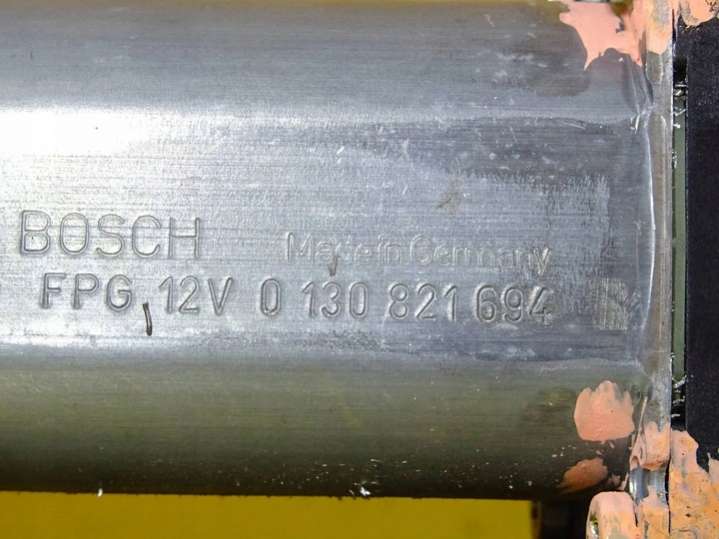 BOSCH Made in Germany
FPG 12V 0 130 821 694